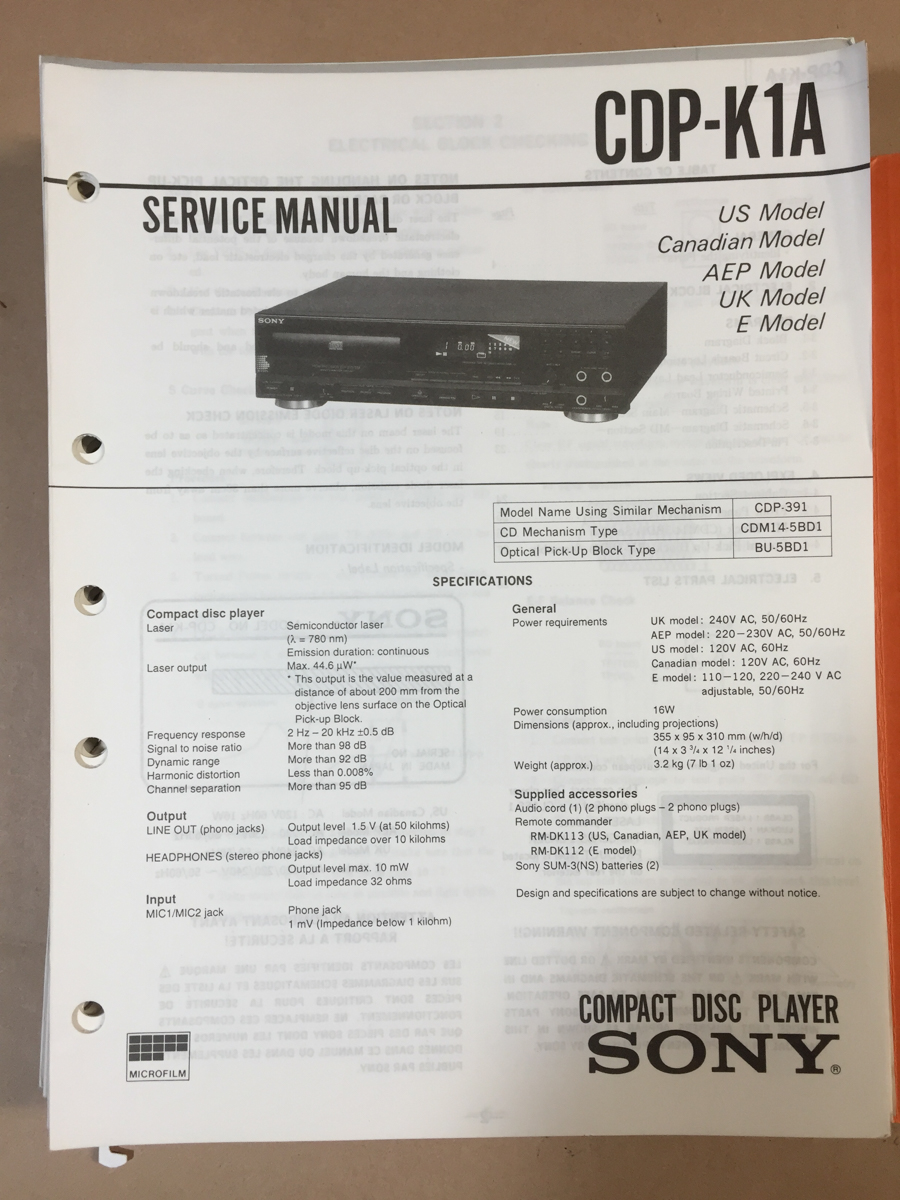 CDP-K1A
SERVICE MANUAL
US Model
Canadian Model
AEP Model
UK Model
E Model
SONY
Model Name Using Similar Mechanism CDP-391
CD Mechanism Type CDM14-5BD1
Optical Pick-Up Block Type BU-5BD1
SPECIFICATIONS
Compact disc player
Laser Semiconductor laser
(λ = 780 nm)
Emission duration: continuous
Laser output Max. 44.6 μW*
* Ths output is the value measured at a
distance of about 200 mm from the
objective lens surface on the Optical
Pick-up Block.
Frequency response 2 Hz – 20 kHz ±0.5 dB
Signal to noise ratio More than 98 dB
Dynamic range More than 92 dB
Harmonic distortion Less than 0.008%
Channel separation More than 95 dB
Output
LINE OUT (phono jacks) Output level 1.5 V (at 50 kilohms)
Load impedance over 10 kilohms
HEADPHONES (stereo phone jacks)
Output level max. 10 mW
Load impedance 32 ohms
Input
MIC1/MIC2 jack Phone jack
1 mV (Impedance below 1 kilohm)
General
Power requirements UK model: 240V AC, 50/60Hz
AEP model: 220–230V AC, 50/60Hz
US model: 120V AC, 60Hz
Canadian model: 120V AC, 60Hz
E model: 110–120, 220–240 V AC
adjustable, 50/60Hz
Power consumption 16W
Dimensions (approx., including projections)
355 x 95 x 310 mm (w/h/d)
(14 x 3 3/4 x 12 1/4 inches)
Weight (approx.) 3.2 kg (7 lb 1 oz)
Supplied accessories
Audio cord (1) (2 phono plugs – 2 phono plugs)
Remote commander
RM-DK113 (US, Canadian, AEP, UK model)
RM-DK112 (E model)
Sony SUM-3(NS) batteries (2)
Design and specifications are subject to change without notice.
MICROFILM
COMPACT DISC PLAYER
SONY®